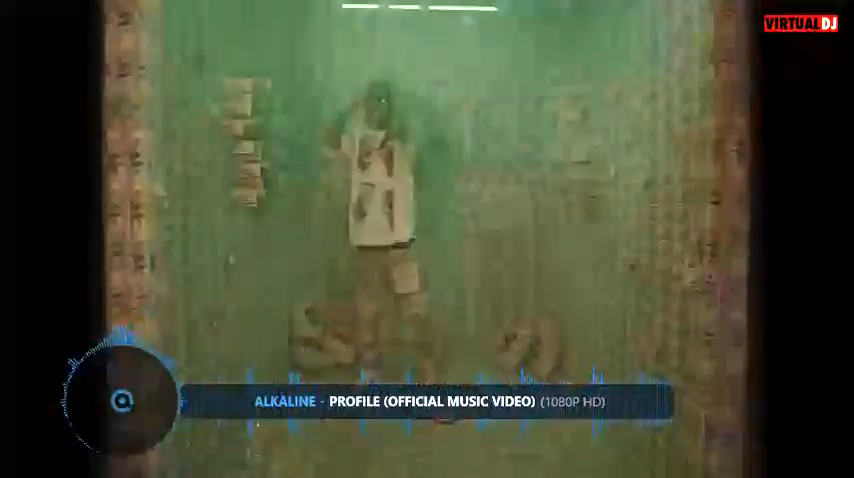 VIRTUALDJ
ALKALINE - PROFILE (OFFICIAL MUSIC VIDEO) (1080P HD)